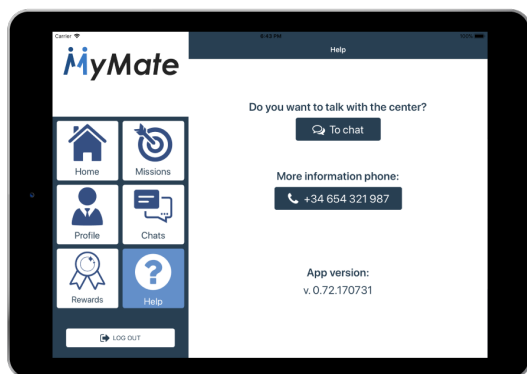 Carrier
8:43 PM
100%
MyMate
Help
Home
Missions
Profile
Chats
Rewards
Help
LOG OUT
Do you want to talk with the center?
To chat
More information phone:
+34 654 321 987
App version:
v. 0.72.170731